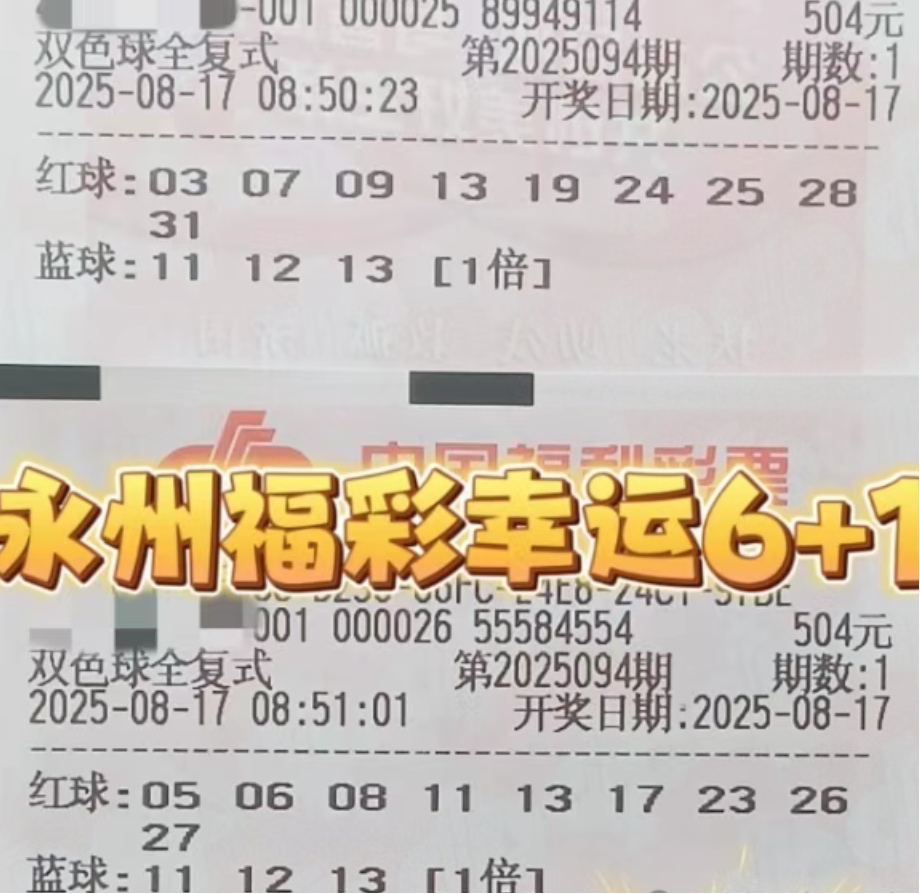 -001 000025 89949114 504元
双色球全复式 第2025094期 期数:1
2025-08-17 08:50:23 开奖日期:2025-08-17
红球:03 07 09 13 19 24 25 28
31
蓝球:11 12 13 [1倍]
中国福利彩票
永州福彩幸运6+1
001 000026 55584554 504元
双色球全复式 第2025094期 期数:1
2025-08-17 08:51:01 开奖日期:2025-08-17
红球:05 06 08 11 13 17 23 26
27
蓝球:11 12 13 [1倍]